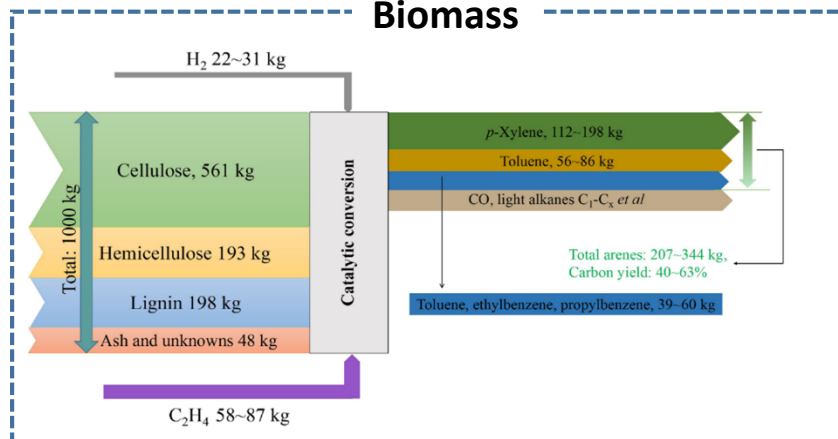 Biomass
H₂ 22~31 kg
Total: 1000 kg
Cellulose, 561 kg
Hemicellulose 193 kg
Lignin 198 kg
Ash and unknowns 48 kg
Catalytic conversion
p-Xylene, 112~198 kg
Toluene, 56~86 kg
CO, light alkanes C₁-Cₓ et al
Total arenes: 207~344 kg,
Carbon yield: 40~63%
Toluene, ethylbenzene, propylbenzene, 39~60 kg
C₂H₄ 58~87 kg